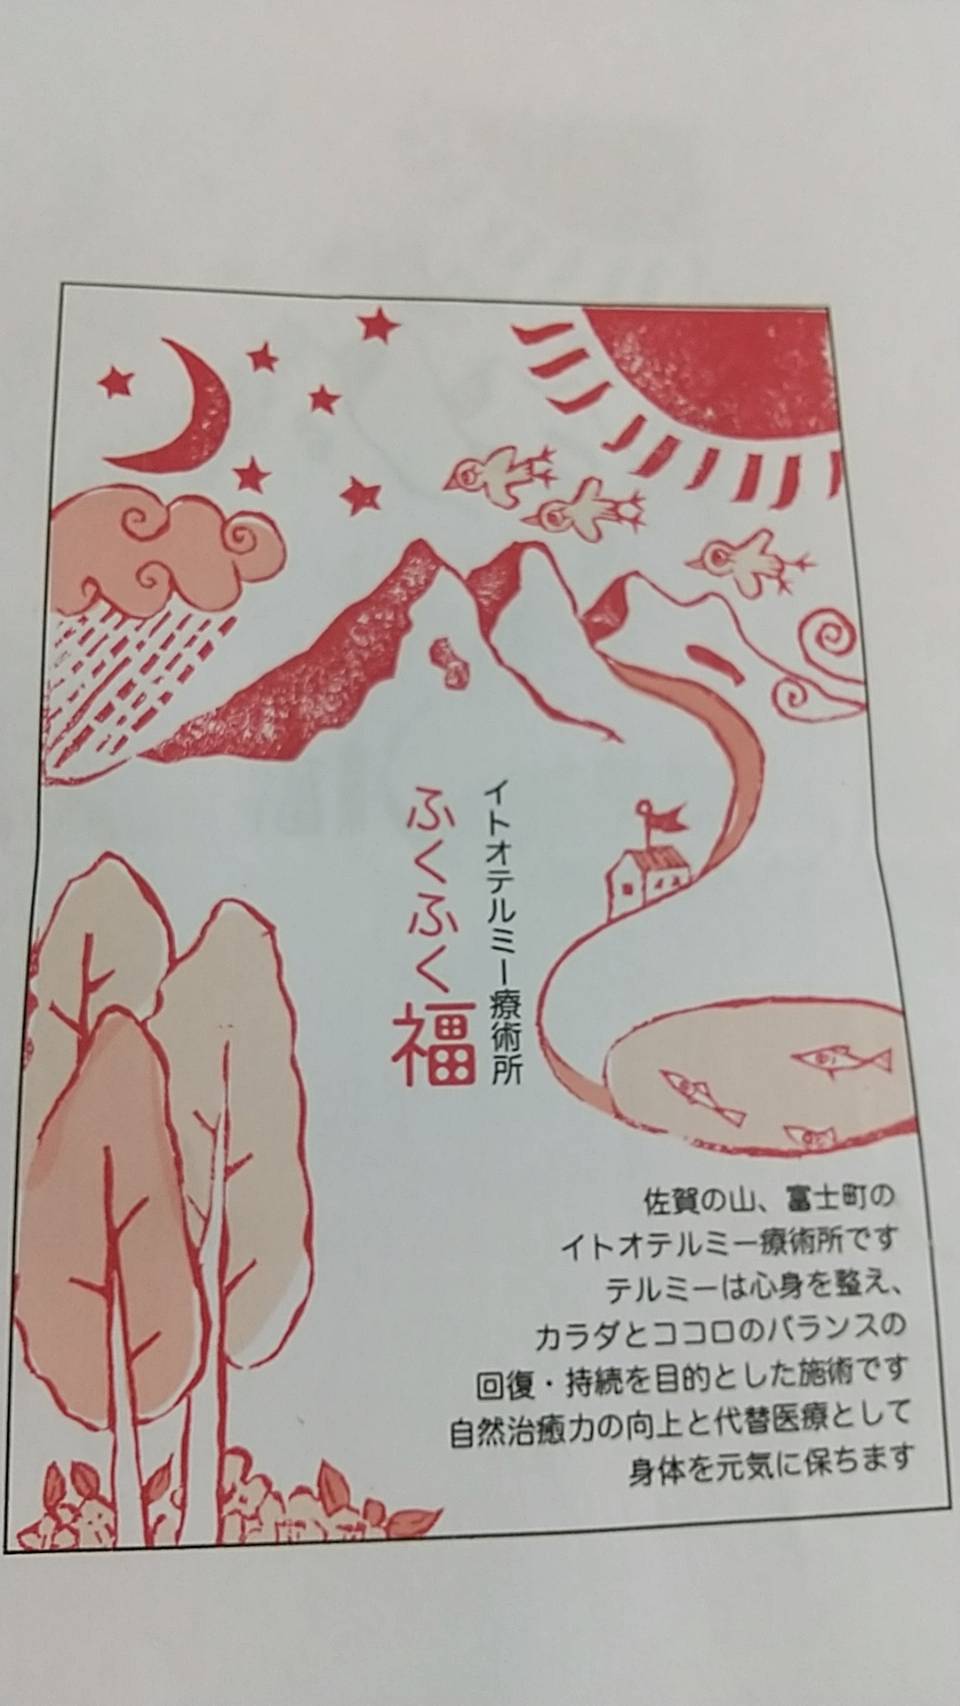 イトオテルミー療術所
ふくふく福
佐賀の山、富士町の
イトオテルミー療術所です
テルミーは心身を整え、
カラダとココロのバランスの
回復・持続を目的とした施術です
自然治癒力の向上と代替医療として
身体を元気に保ちます